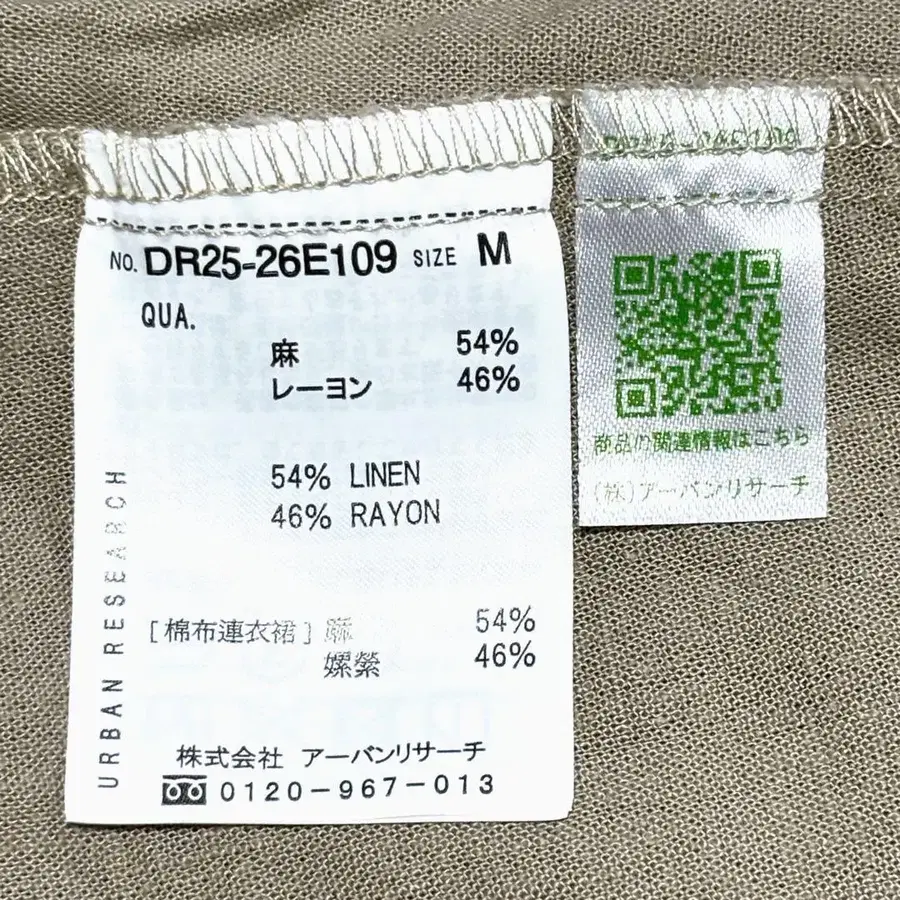 No. DR25-26E109 SIZE M
QUA.
麻 54%
レーヨン 46%
54% LINEN
46% RAYON
[棉布連衣裙] 麻 54%
嫘縈 46%
株式会社 アーバンリサーチ
0120-967-013
URBAN RESEARCH
商品の関連情報はこちら
(株)アーバンリサーチ